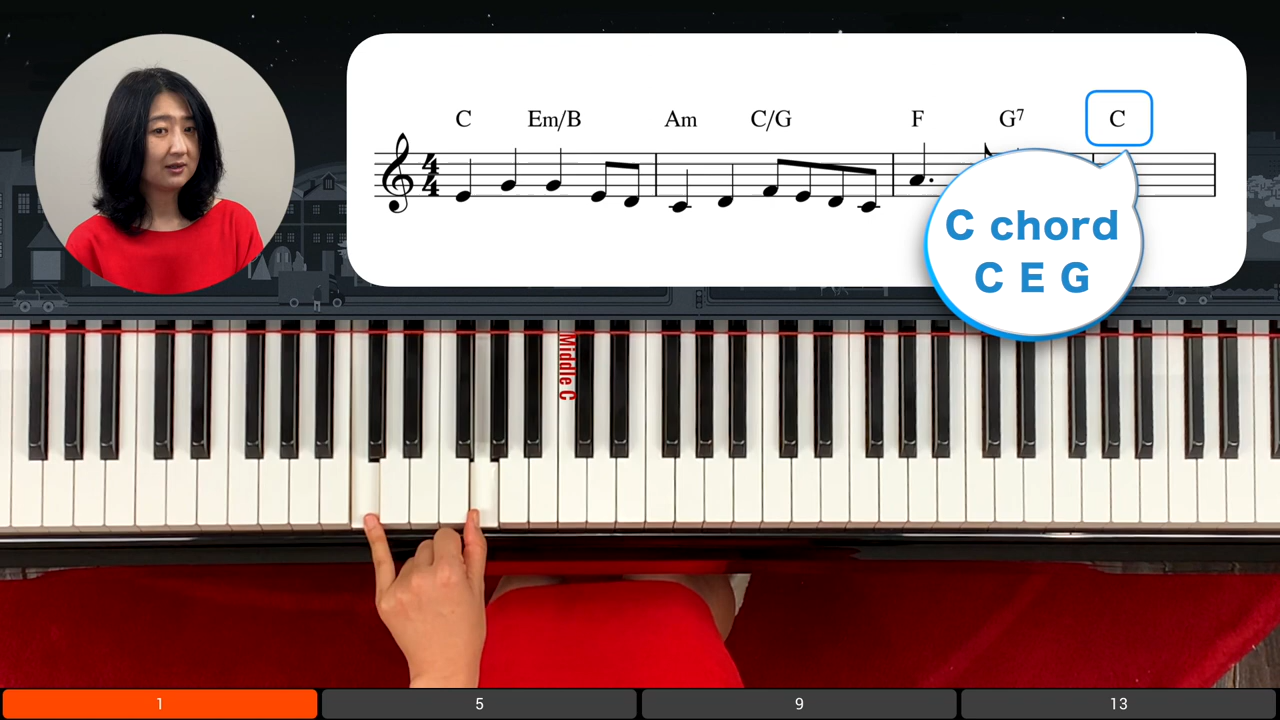 C Em/B Am C/G F G7 C
4
4
C chord
C E G
Middle C
1 5 9 13